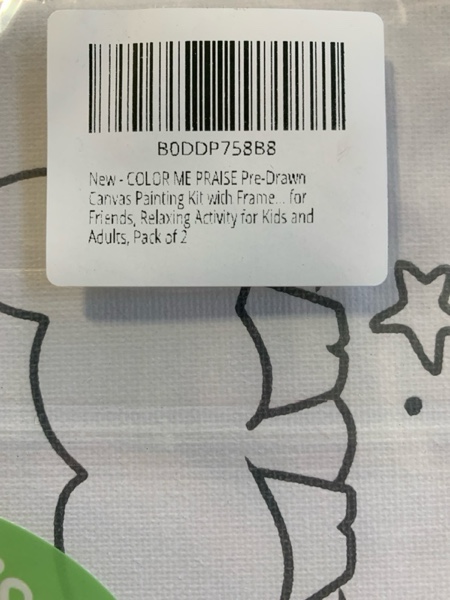 B0DDP758B8
New - COLOR ME PRAISE Pre-Drawn
Canvas Painting Kit with Frame... for
Friends, Relaxing Activity for Kids and
Adults, Pack of 2